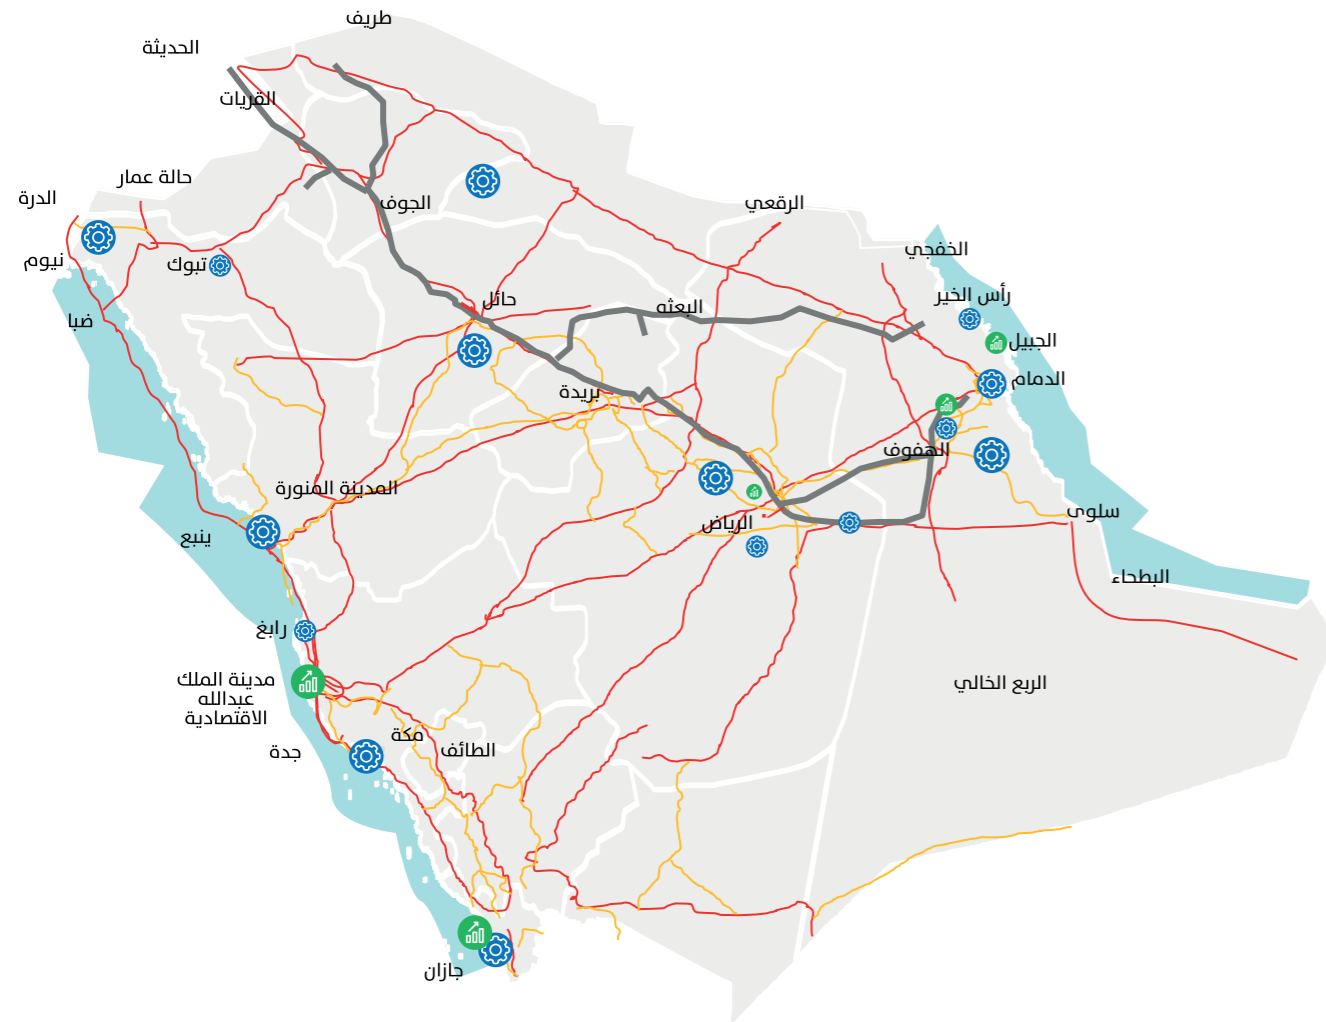 طريف
الحديثة
القريات
حالة عمار
الدرة
الجوف
الرقعي
الخفجي
نيوم
تبوك
رأس الخير
حائل
البعثه
ضبا
الجبيل
الدمام
بريدة
الهفوف
المدينة المنورة
سلوى
الرياض
ينبع
البطحاء
رابغ
مدينة الملك
عبدالله
الاقتصادية
الربع الخالي
مكة
الطائف
جدة
جازان